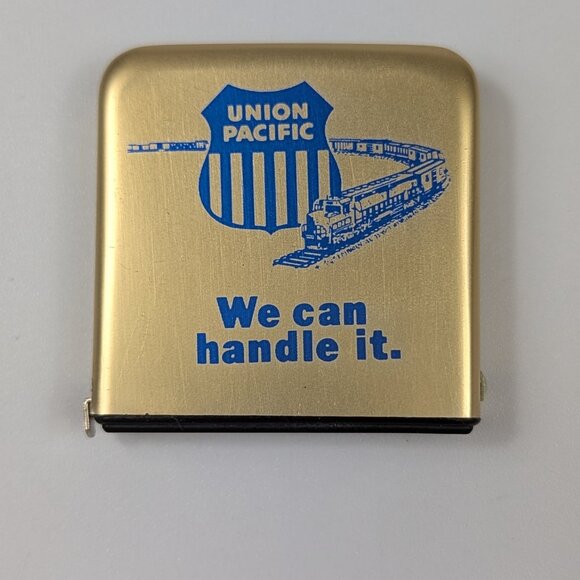 UNION
PACIFIC
We can
handle it.